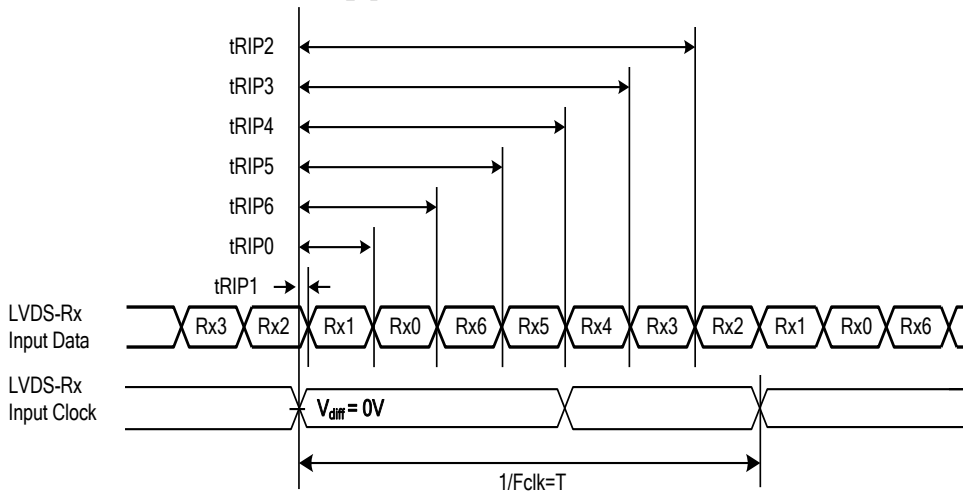 tRIP2
tRIP3
tRIP4
tRIP5
tRIP6
tRIP0
tRIP1
LVDS-Rx
Input Data
Rx3 Rx2 Rx1 Rx0 Rx6 Rx5 Rx4 Rx3 Rx2 Rx1 Rx0 Rx6
LVDS-Rx
Input Clock
Vdiff = 0V
1/Fclk=T